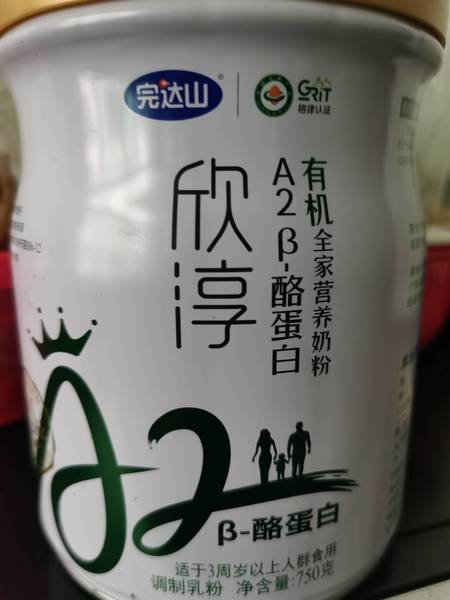 完达山
GRiT
格律认证
欣淳
A2β-酪蛋白
有机全家营养奶粉
A2
β-酪蛋白
适于3周岁以上人群食用
调制乳粉 净含量:750克